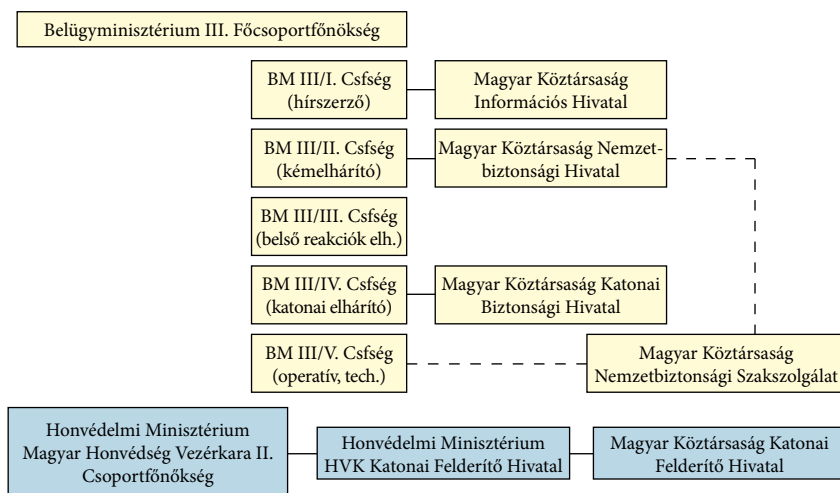 Belügyminisztérium III. Főcsoportfőnökség
BM III/I. Csfség
(hírszerző)
Magyar Köztársaság
Információs Hivatal
BM III/II. Csfség
(kémelhárító)
Magyar Köztársaság Nemzet-
biztonsági Hivatal
BM III/III. Csfség
(belső reakciók elh.)
BM III/IV. Csfség
(katonai elhárító)
Magyar Köztársaság Katonai
Biztonsági Hivatal
BM III/V. Csfség
(operatív, tech.)
Magyar Köztársaság
Nemzetbiztonsági Szakszolgálat
Honvédelmi Minisztérium
Magyar Honvédség Vezérkara II.
Csoportfőnőkség
Honvédelmi Minisztérium
HVK Katonai Felderítő Hivatal
Magyar Köztársaság Katonai
Felderítő Hivatal